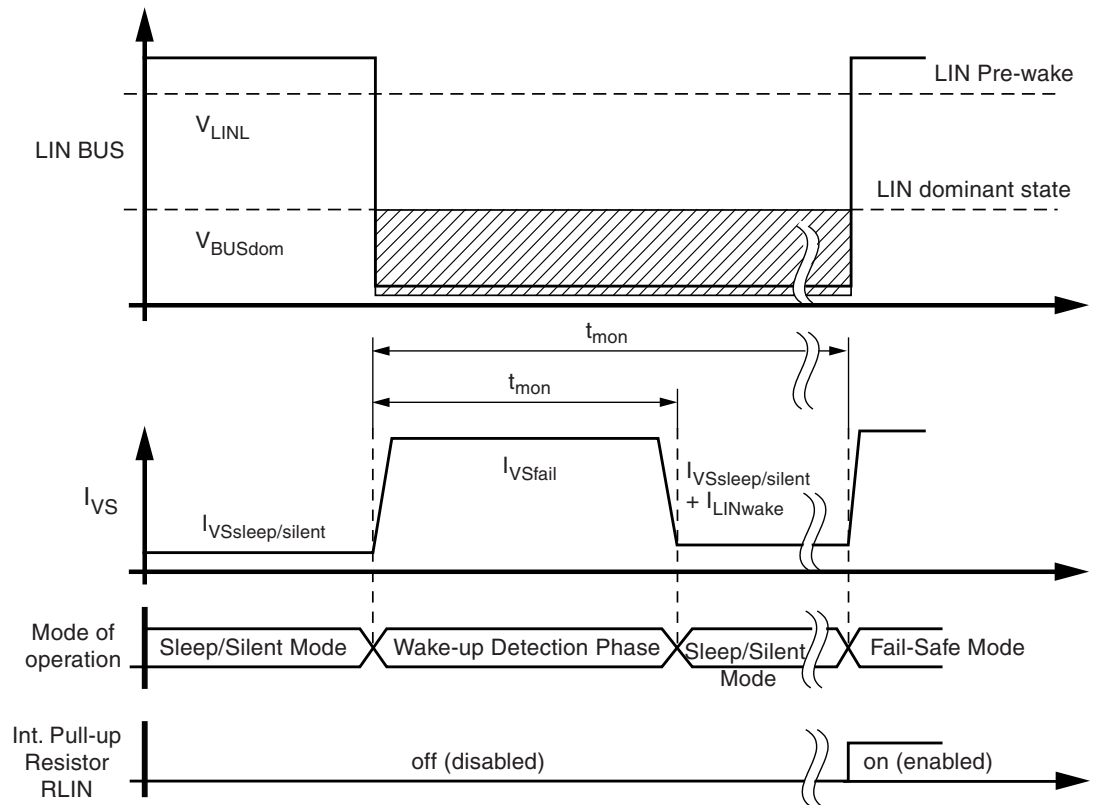 LIN Pre-wake
V_LINL
LIN BUS
LIN dominant state
V_BUSdom
t_mon
t_mon
I_VS
I_VSsleep/silent
I_VSfail
I_VSsleep/silent
+ I_LINwake
Mode of
operation
Sleep/Silent Mode
Wake-up Detection Phase
Sleep/Silent
Mode
Fail-Safe Mode
Int. Pull-up
Resistor
RLIN
off (disabled)
on (enabled)